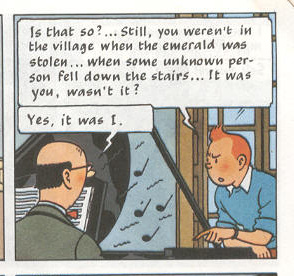 Is that so?... Still, you weren't in
the village when the emerald was
stolen... when some unknown per-
son fell down the stairs... It was
you, wasn't it?
Yes, it was I.